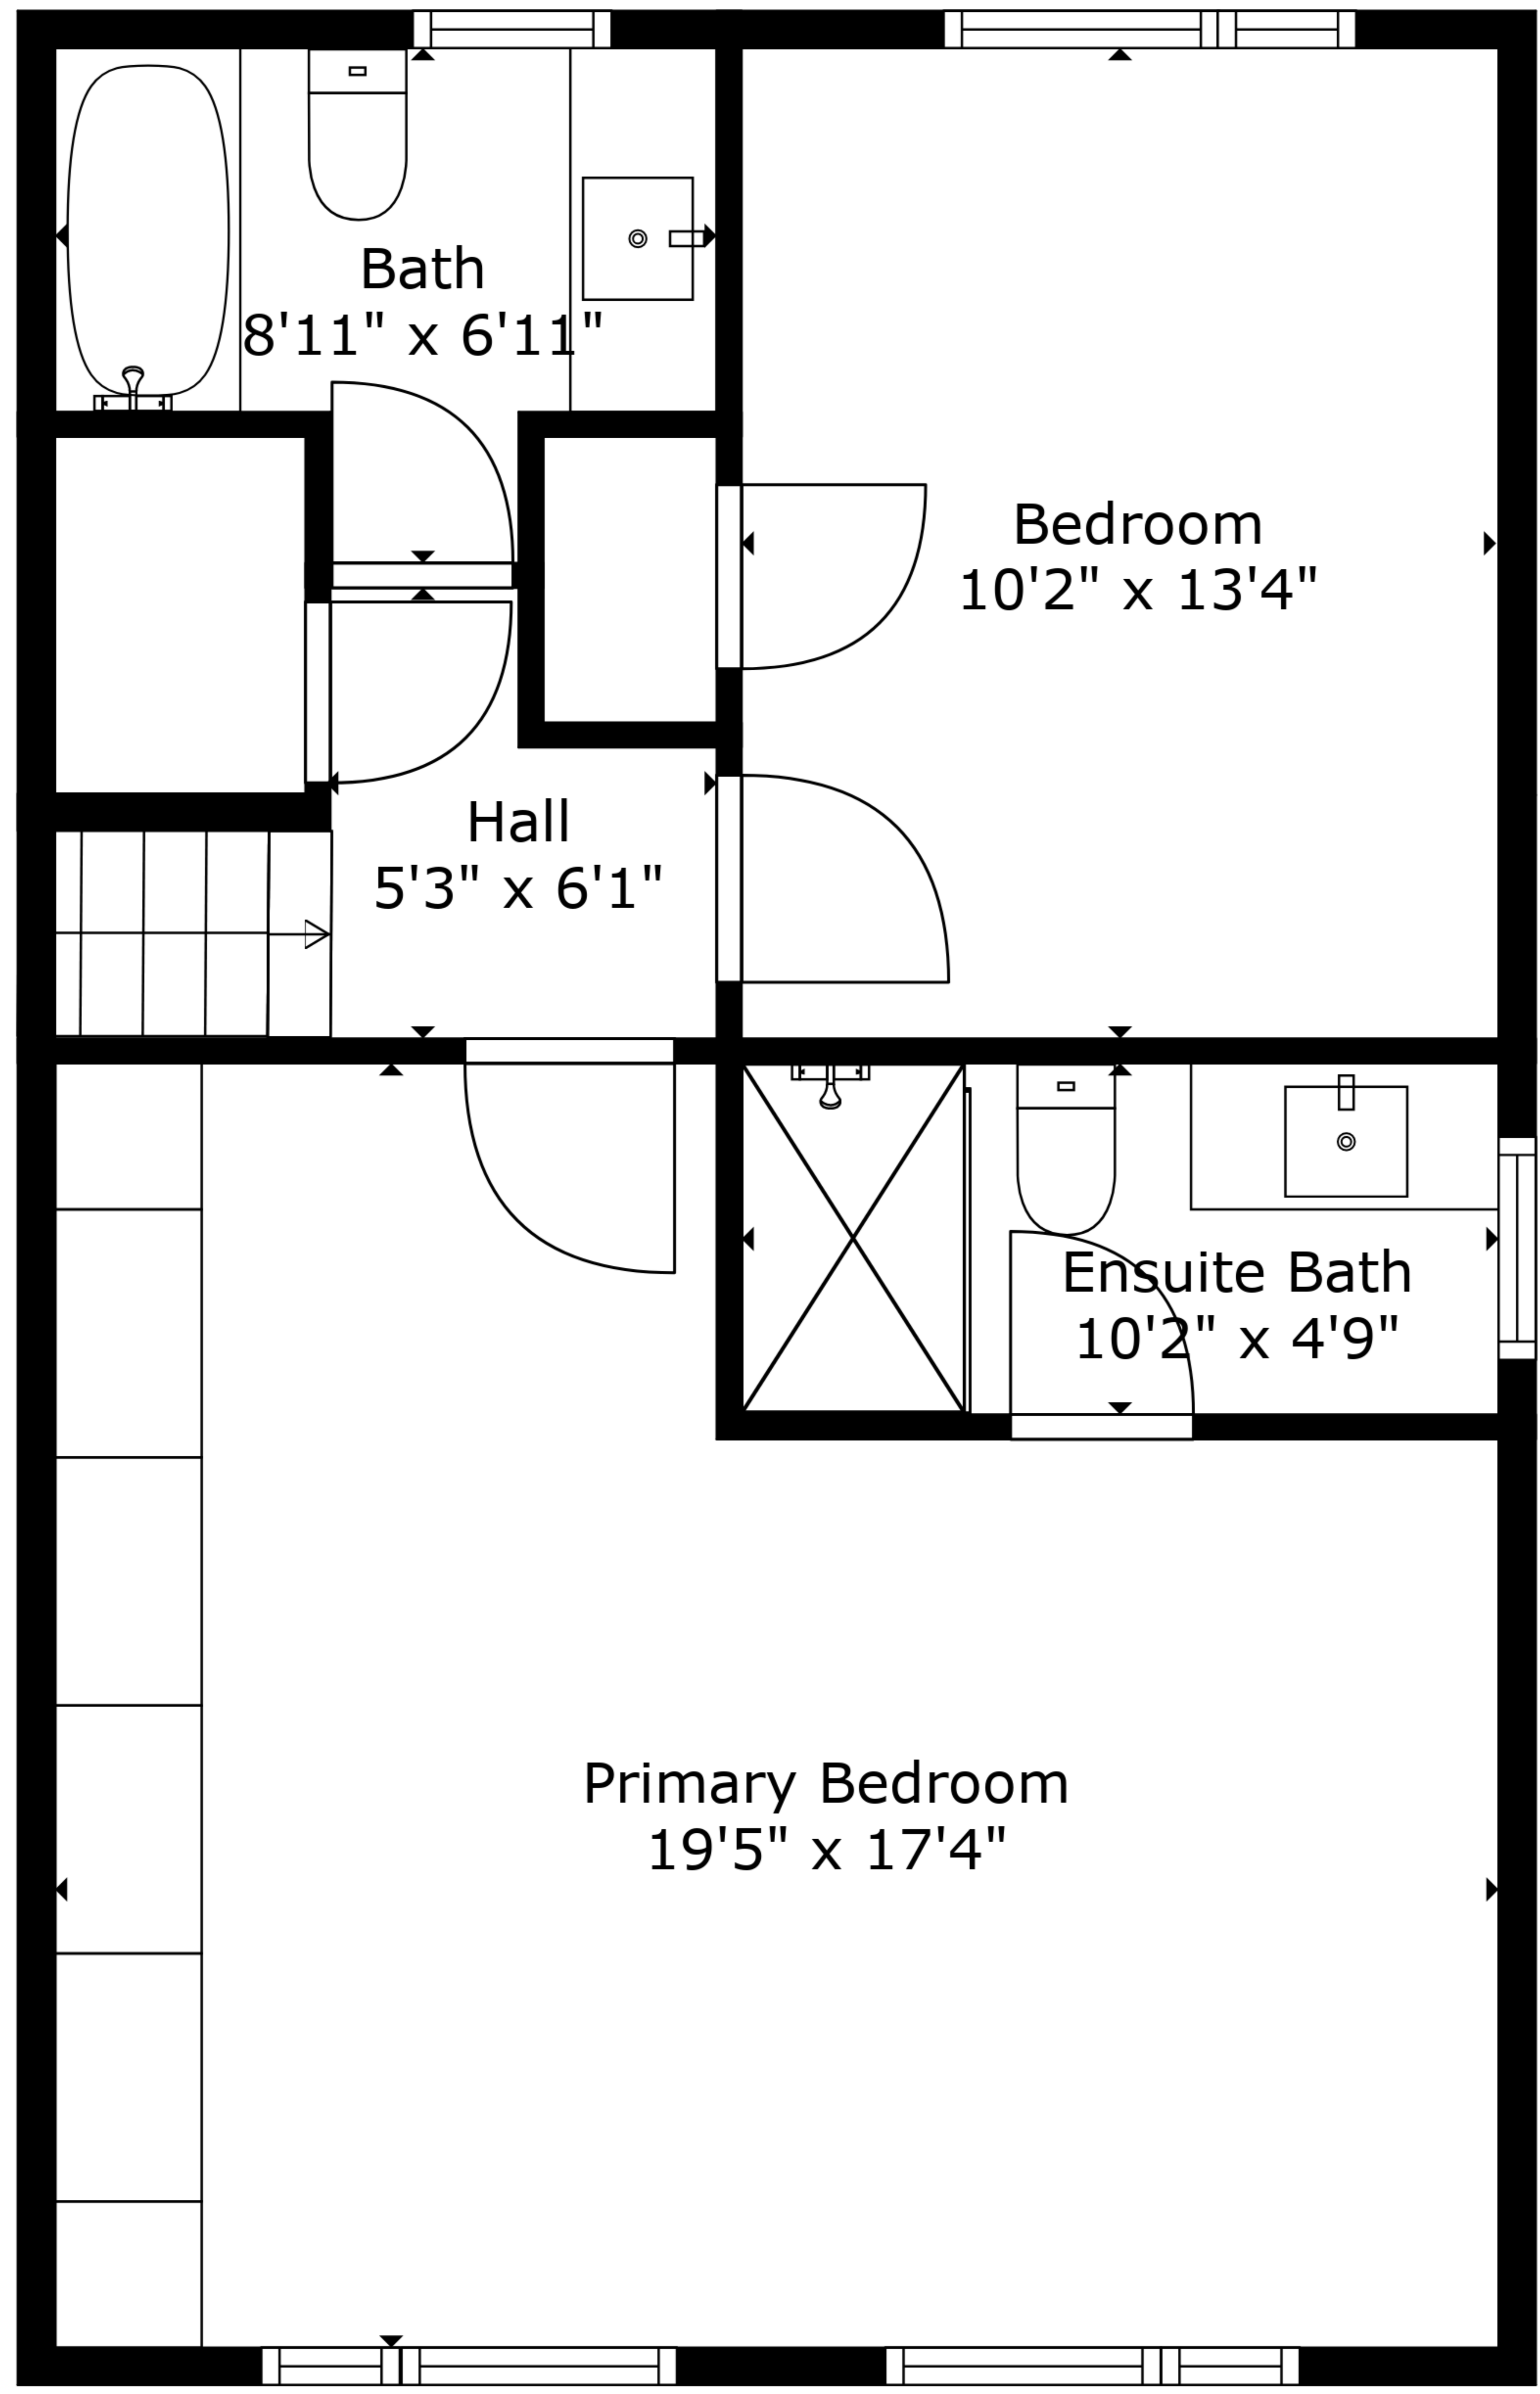 Bath
8'11" x 6'11"
Bedroom
10'2" x 13'4"
Hall
5'3" x 6'1"
Ensuite Bath
10'2" x 4'9"
Primary Bedroom
19'5" x 17'4"